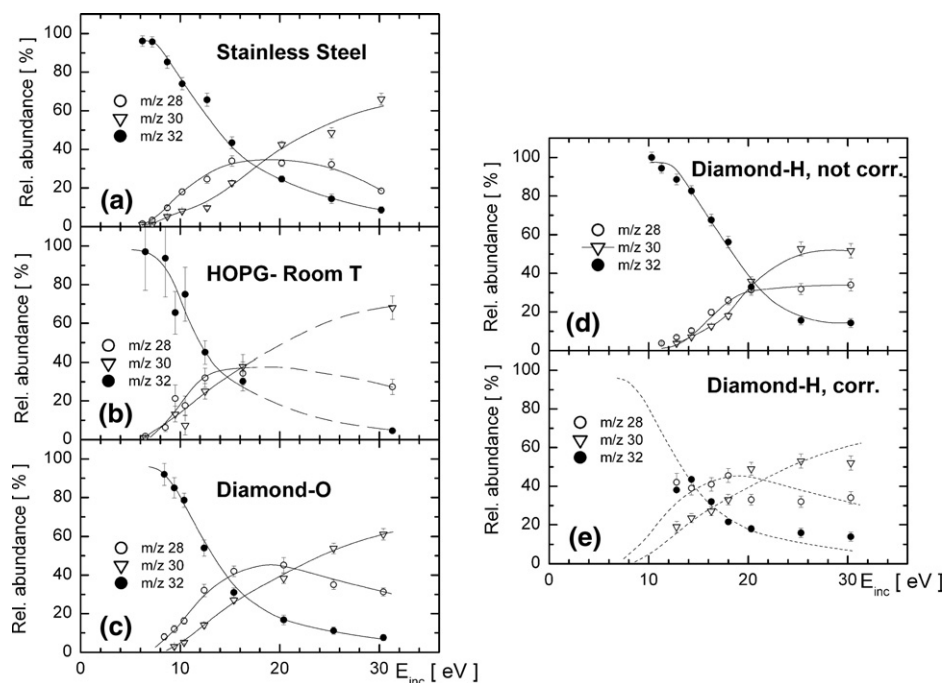 Rel. abundance [ % ]
100
80
60
40
20
0
Stainless Steel
m/z 28
m/z 30
m/z 32
(a)
Rel. abundance [ % ]
100
80
60
40
20
0
HOPG- Room T
m/z 28
m/z 30
m/z 32
(b)
Rel. abundance [ % ]
100
80
60
40
20
0
Diamond-O
m/z 28
m/z 30
m/z 32
(c)
0 10 20 30
E inc [ eV ]
Rel. abundance [ % ]
100
80
60
40
20
0
Diamond-H, not corr.
m/z 28
m/z 30
m/z 32
(d)
Rel. abundance [ % ]
100
80
60
40
20
0
Diamond-H, corr.
m/z 28
m/z 30
m/z 32
(e)
0 10 20 30
E inc [ eV ]